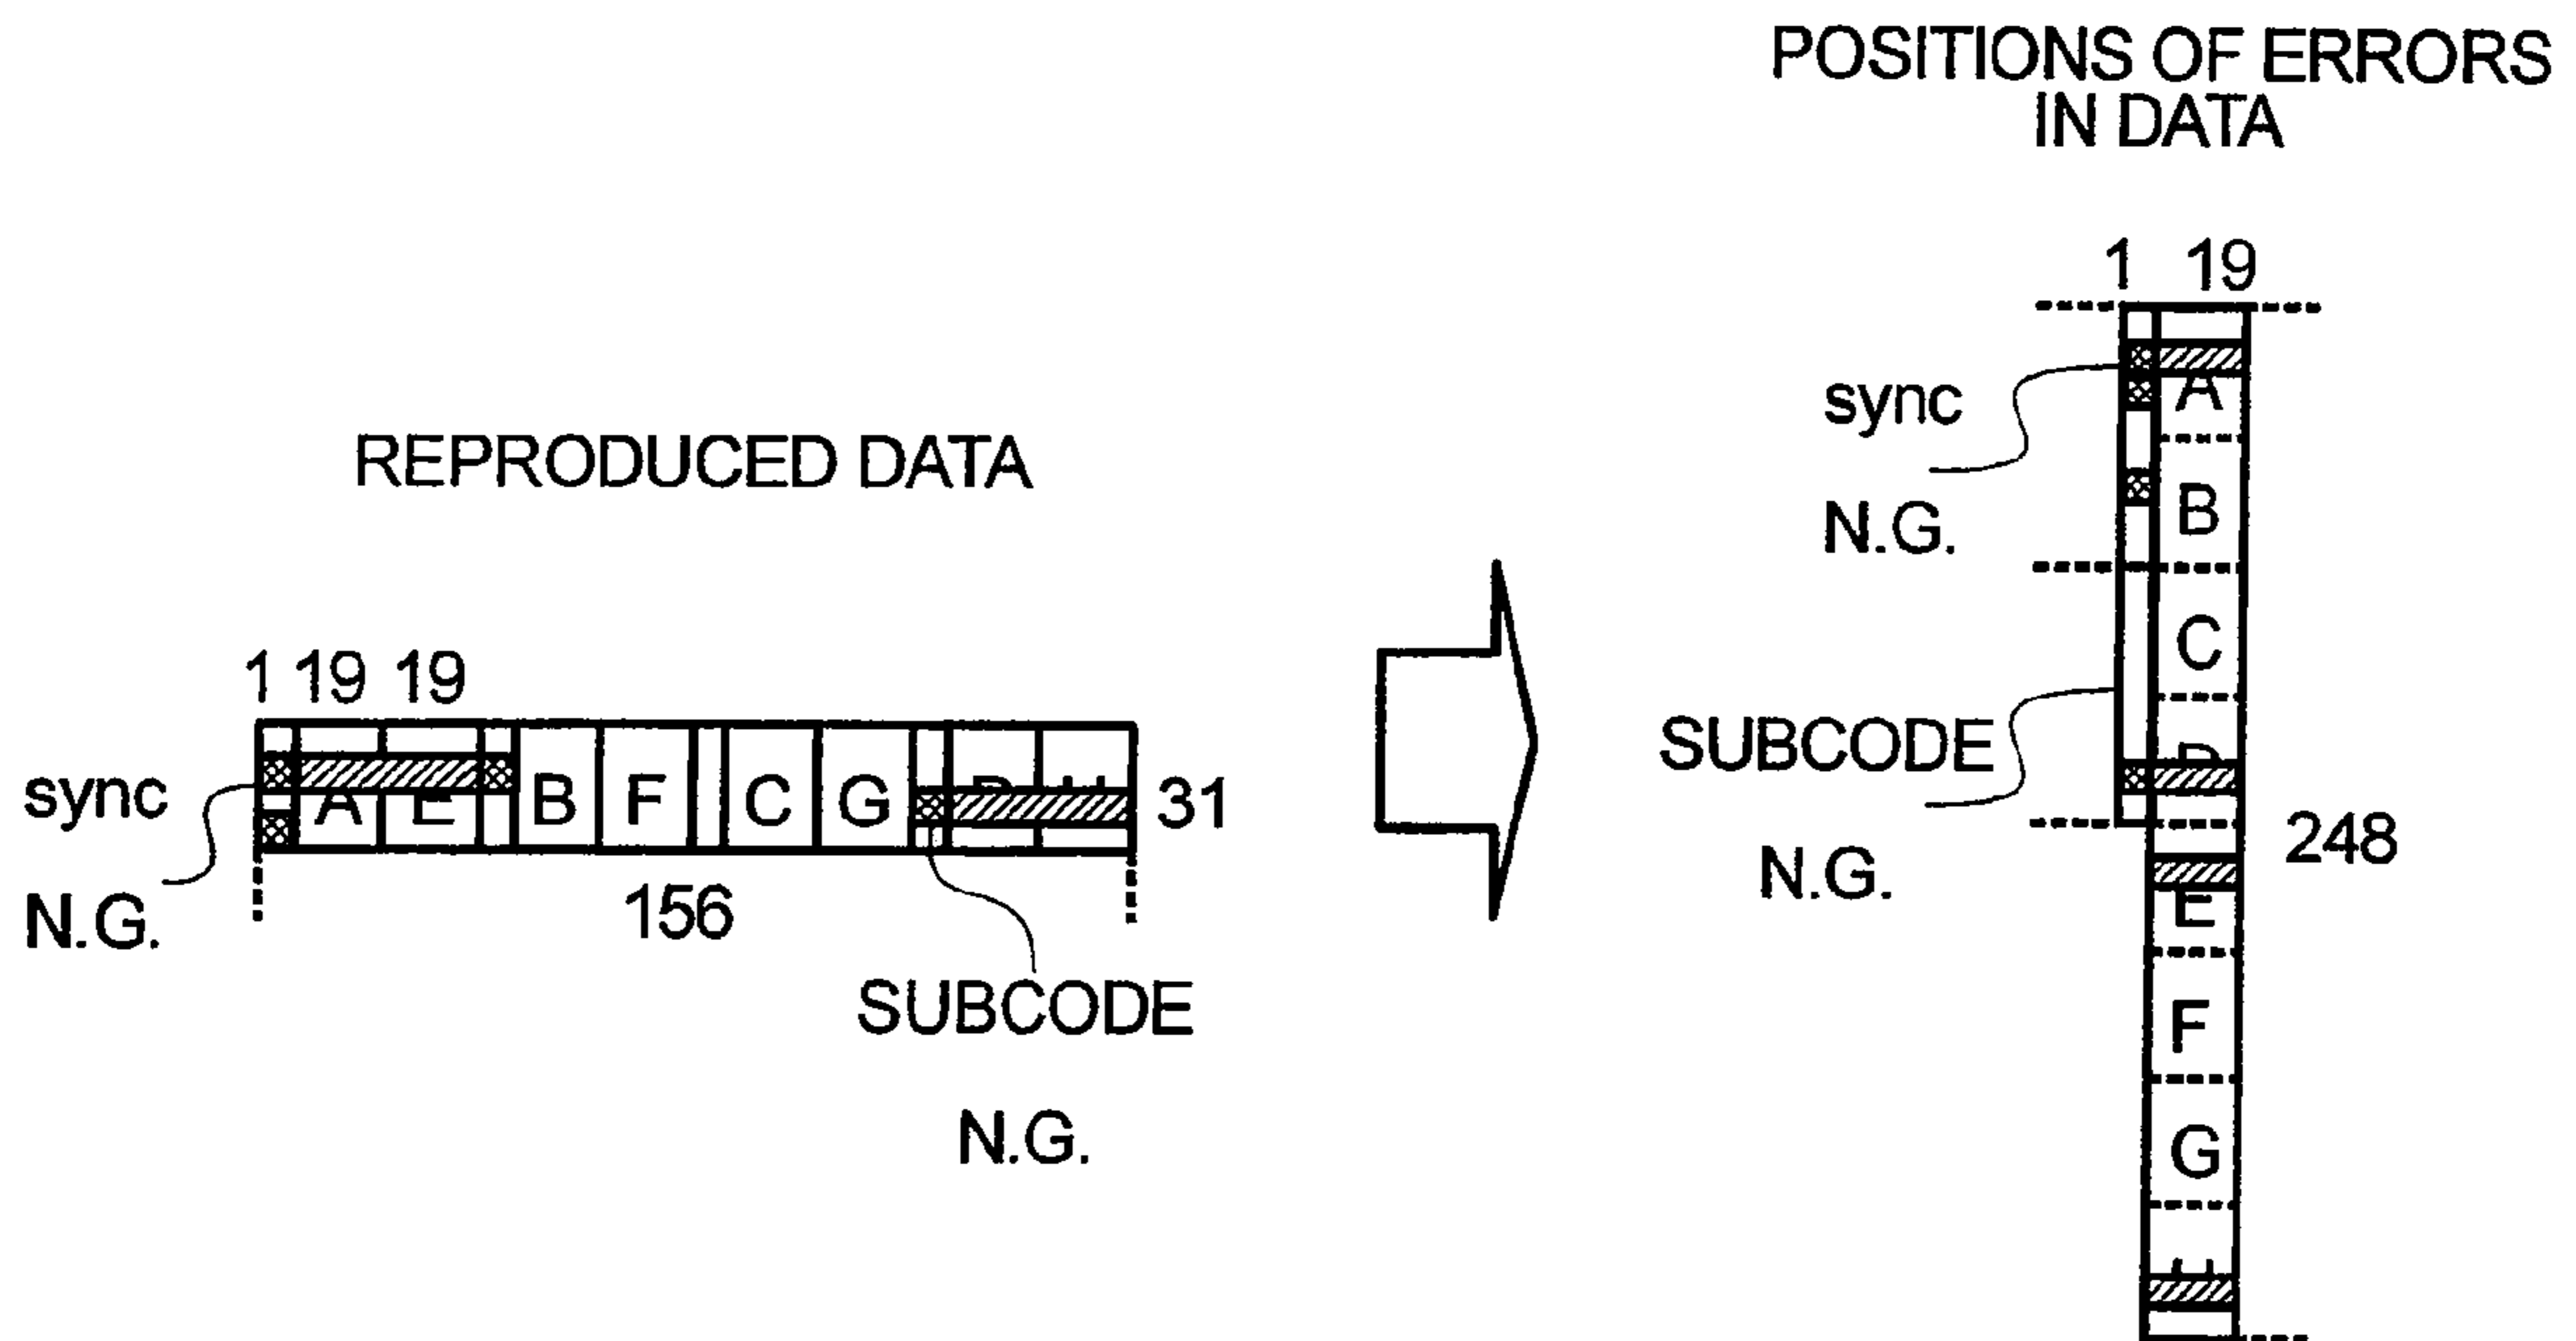 POSITIONS OF ERRORS
IN DATA
REPRODUCED DATA
1 19 19
sync
N.G.
A E B F C G
31
156
SUBCODE
N.G.
1 19
sync
N.G.
SUBCODE
N.G.
A
B
C
248
E
F
G